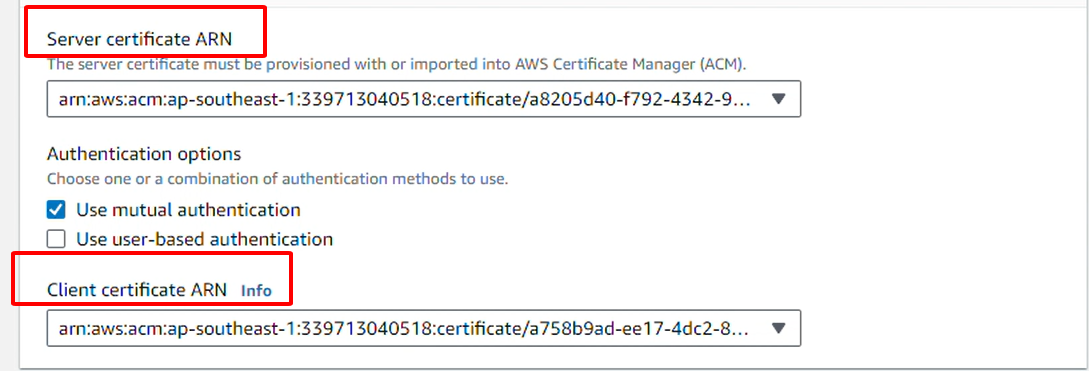 Server certificate ARN
The server certificate must be provisioned with or imported into AWS Certificate Manager (ACM).
arn:aws:acm:ap-southeast-1:339713040518:certificate/a8205d40-f792-4342-9...
Authentication options
Choose one or a combination of authentication methods to use.
Use mutual authentication
Use user-based authentication
Client certificate ARN Info
arn:aws:acm:ap-southeast-1:339713040518:certificate/a758b9ad-ee17-4dc2-8...